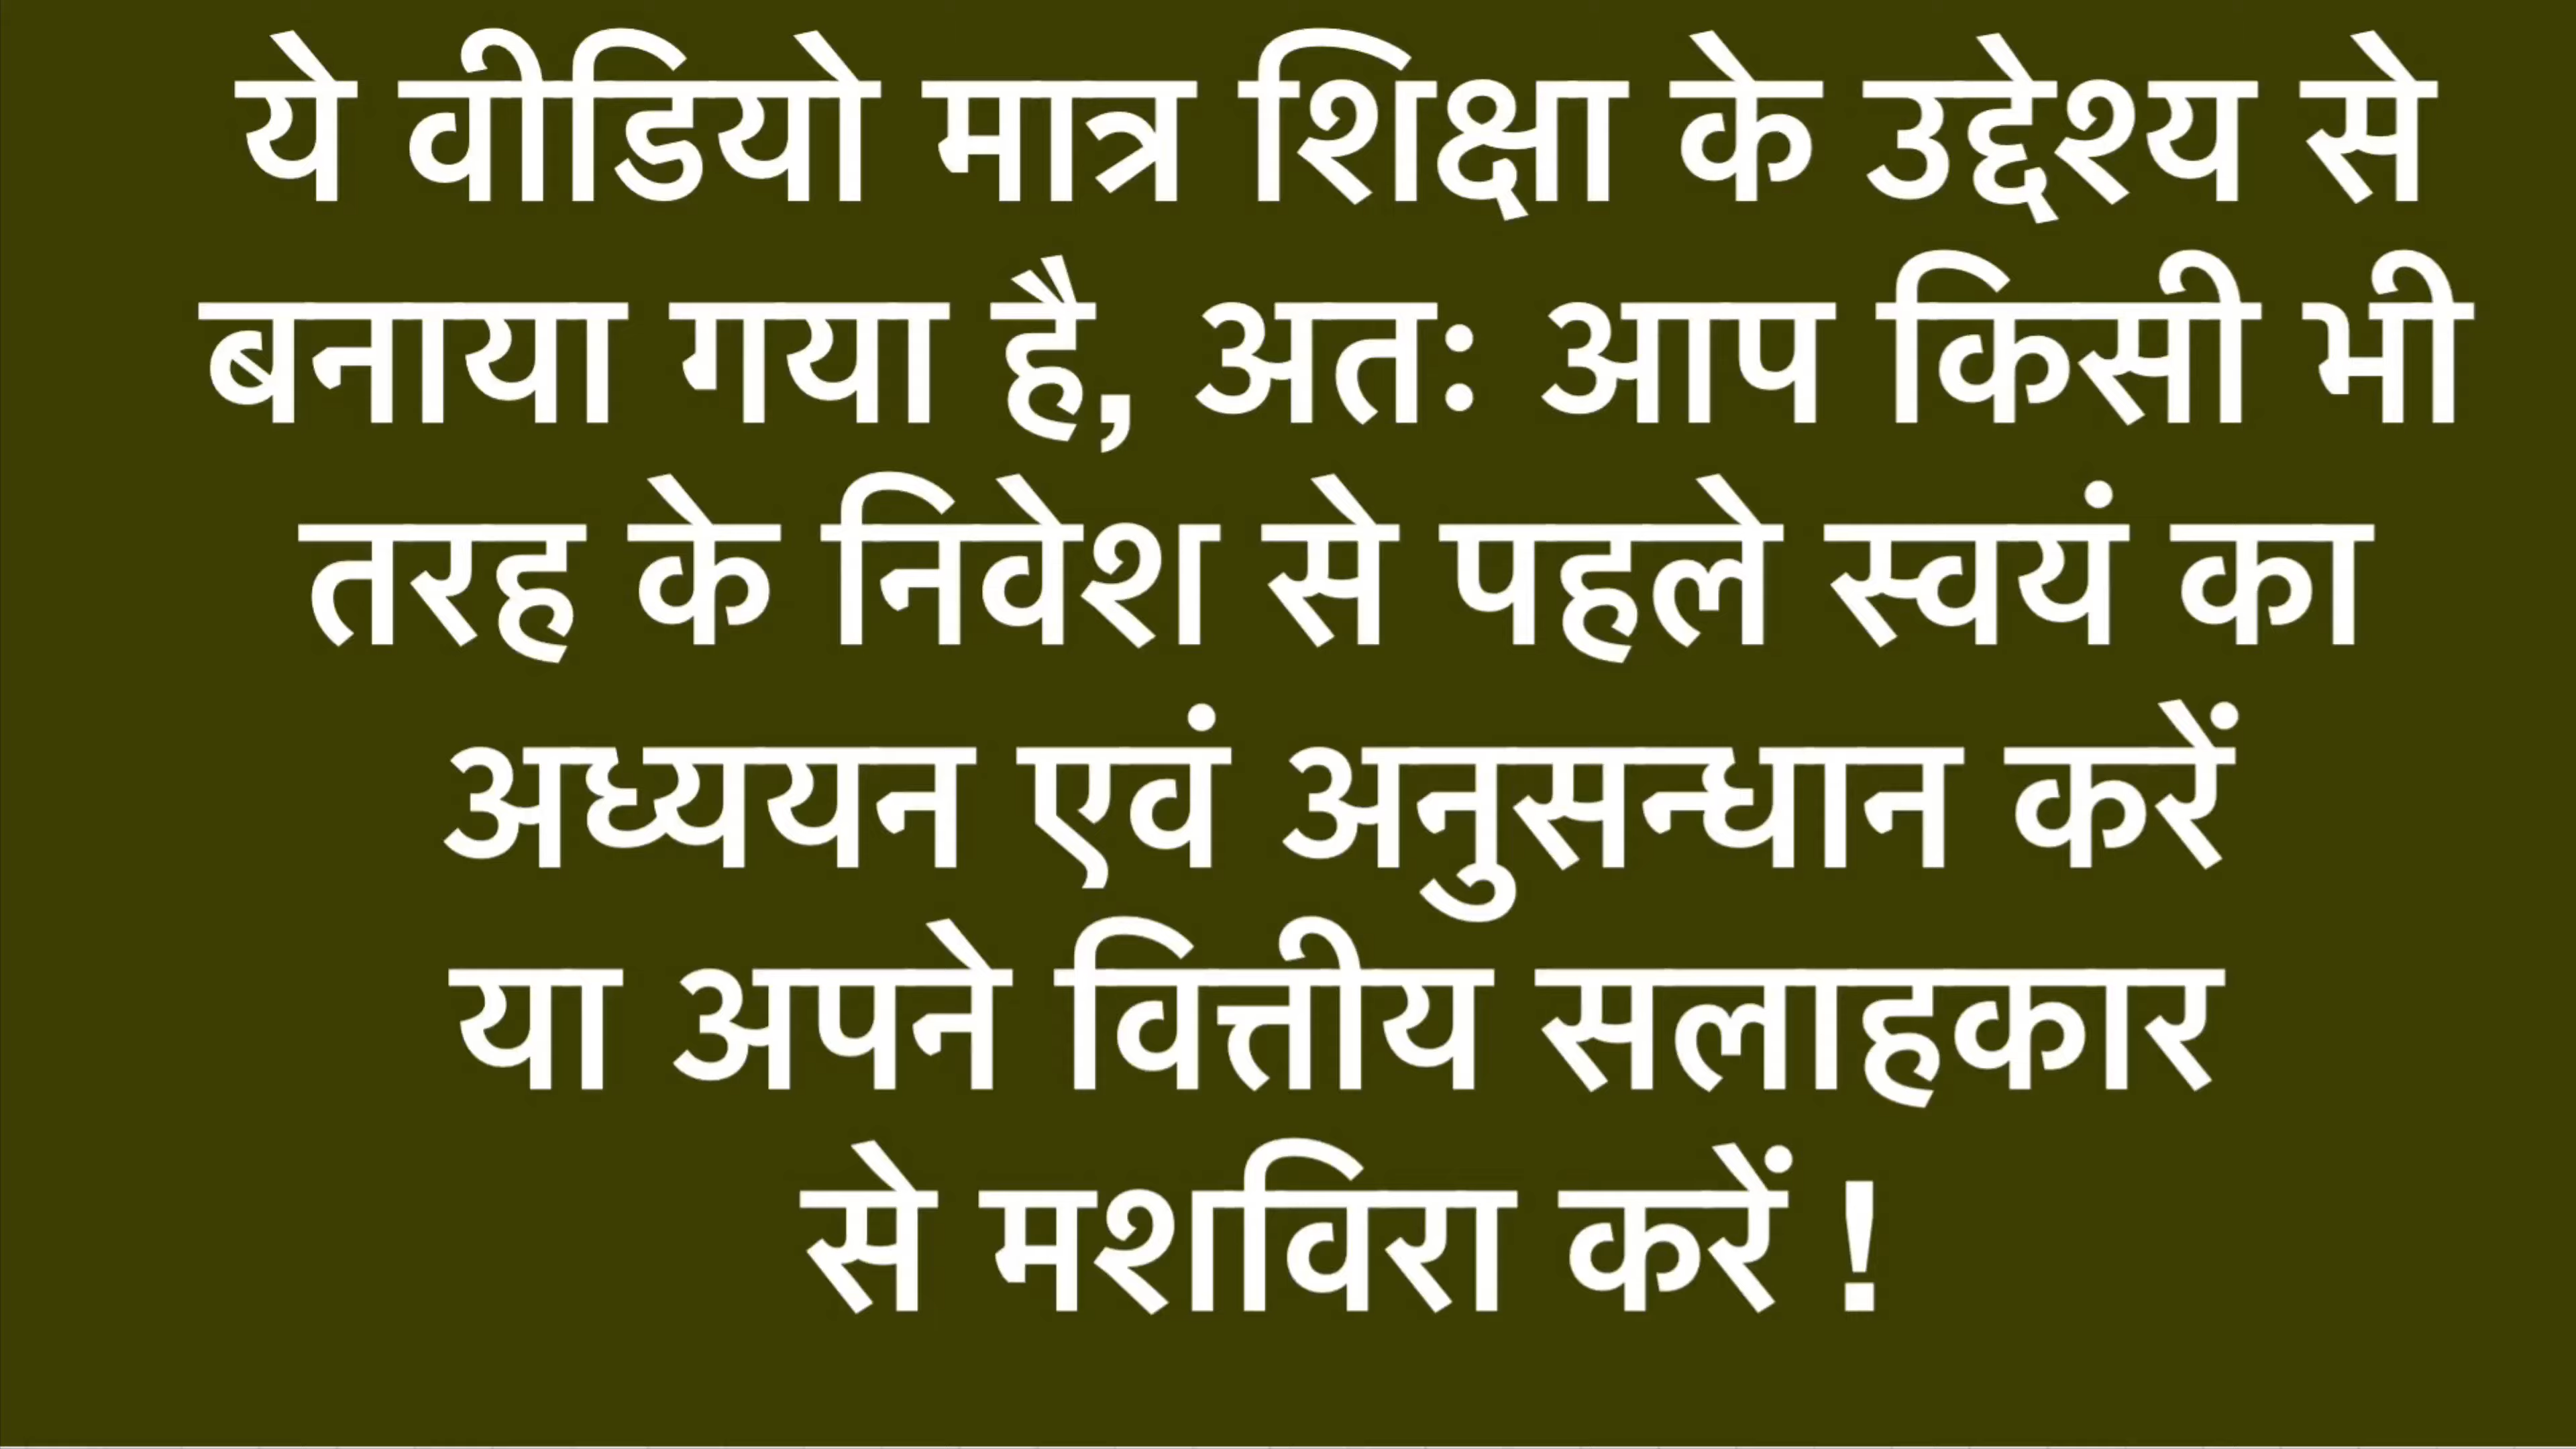 ये वीडियो मात्र शिक्षा के उद्देश्य से
बनाया गया है, अतः आप किसी भी
तरह के निवेश से पहले स्वयं का
अध्ययन एवं अनुसन्धान करें
या अपने वित्तीय सलाहकार
से मशविरा करें !